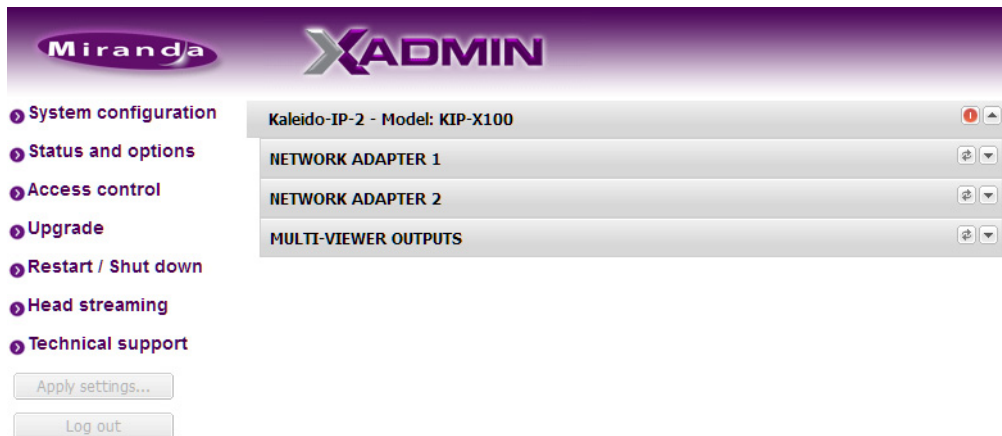 Miranda
XADMIN
System configuration
Status and options
Access control
Upgrade
Restart / Shut down
Head streaming
Technical support
Apply settings...
Log out
Kaleido-IP-2 - Model: KIP-X100
NETWORK ADAPTER 1
NETWORK ADAPTER 2
MULTI-VIEWER OUTPUTS